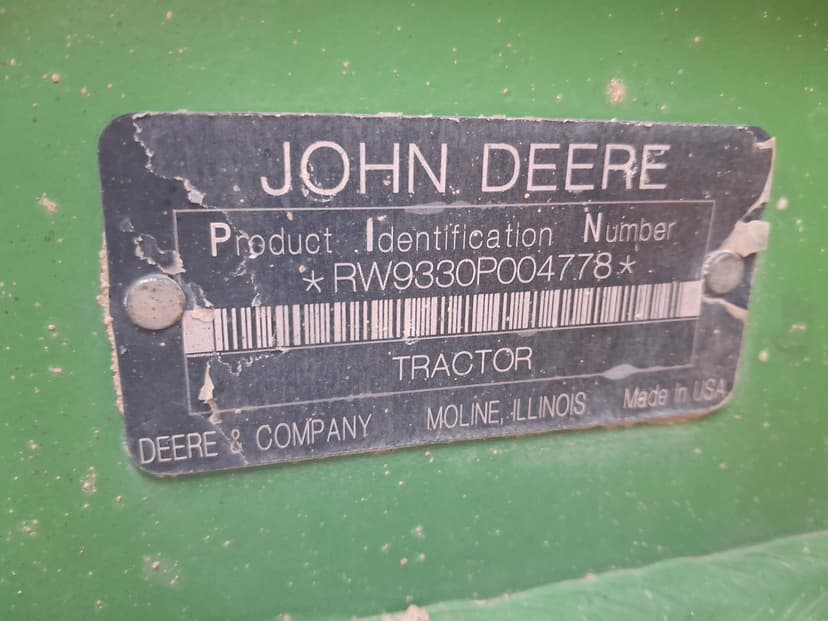 JOHN DEERE
Product Identification Number
*RW9330P004778*
TRACTOR
DEERE & COMPANY MOLINE, ILLINOIS Made in USA